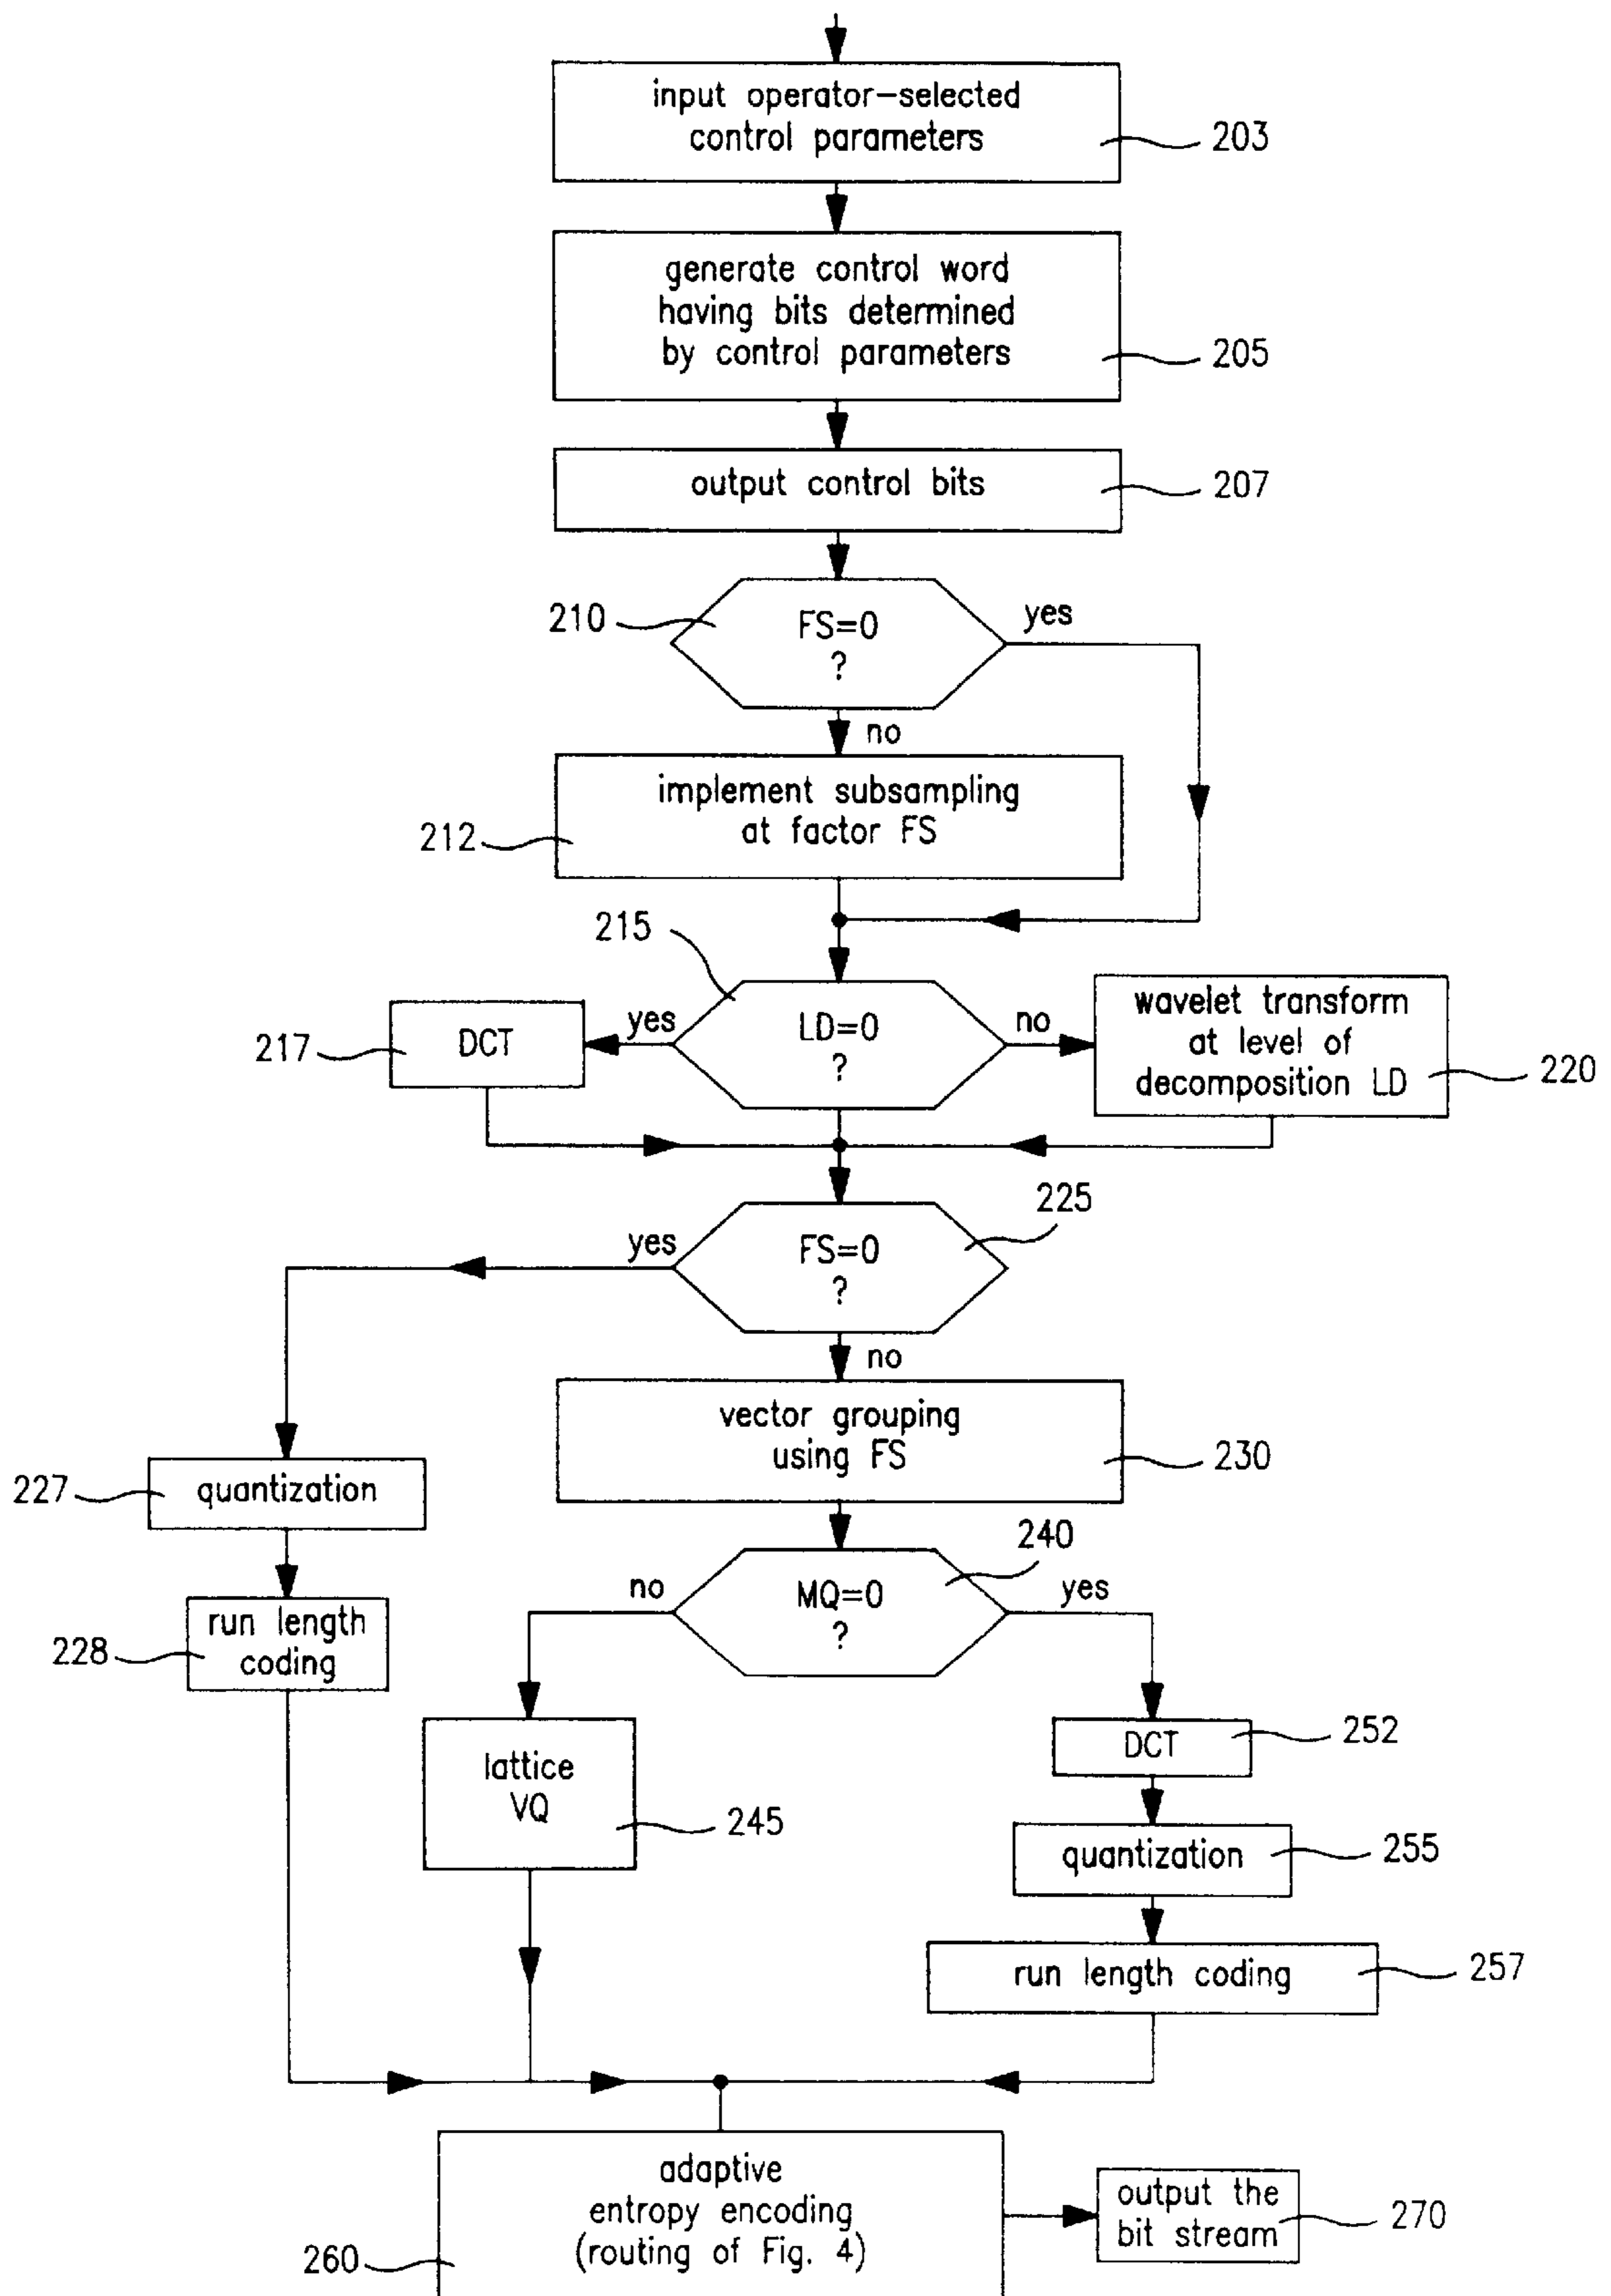 input operator-selected
control parameters
203
generate control word
having bits determined
by control parameters
205
output control bits
207
210
FS=0
?
yes
no
implement subsampling
at factor FS
212
215
LD=0
?
yes
no
DCT
217
wavelet transform
at level of
decomposition LD
220
225
FS=0
?
yes
no
vector grouping
using FS
230
227
quantization
228
run length
coding
240
MQ=0
?
no
yes
lattice
VQ
245
DCT
252
quantization
255
run length coding
257
adaptive
entropy encoding
(routing of Fig. 4)
260
output the
bit stream
270